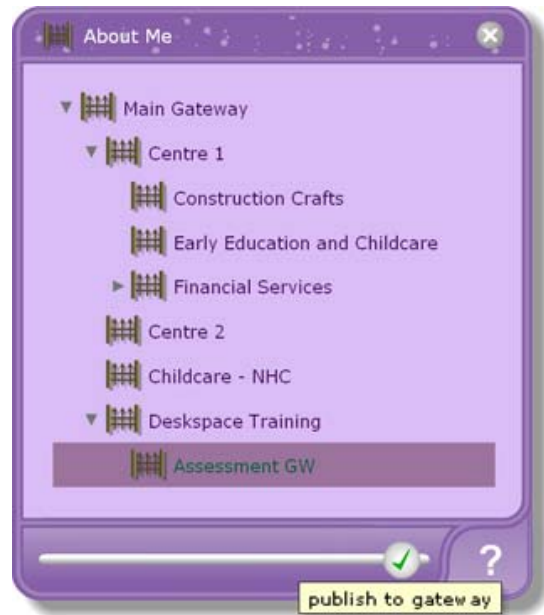 About Me
Main Gateway
Centre 1
Construction Crafts
Early Education and Childcare
Financial Services
Centre 2
Childcare - NHC
Deskspace Training
Assessment GW
?
publish to gateway